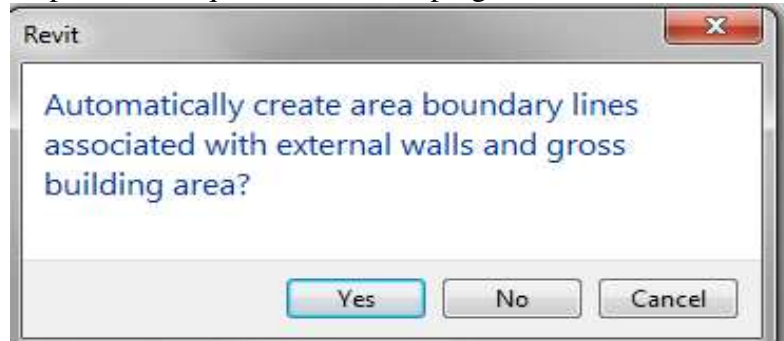 Revit
Automatically create area boundary lines
associated with external walls and gross
building area?
Yes No Cancel